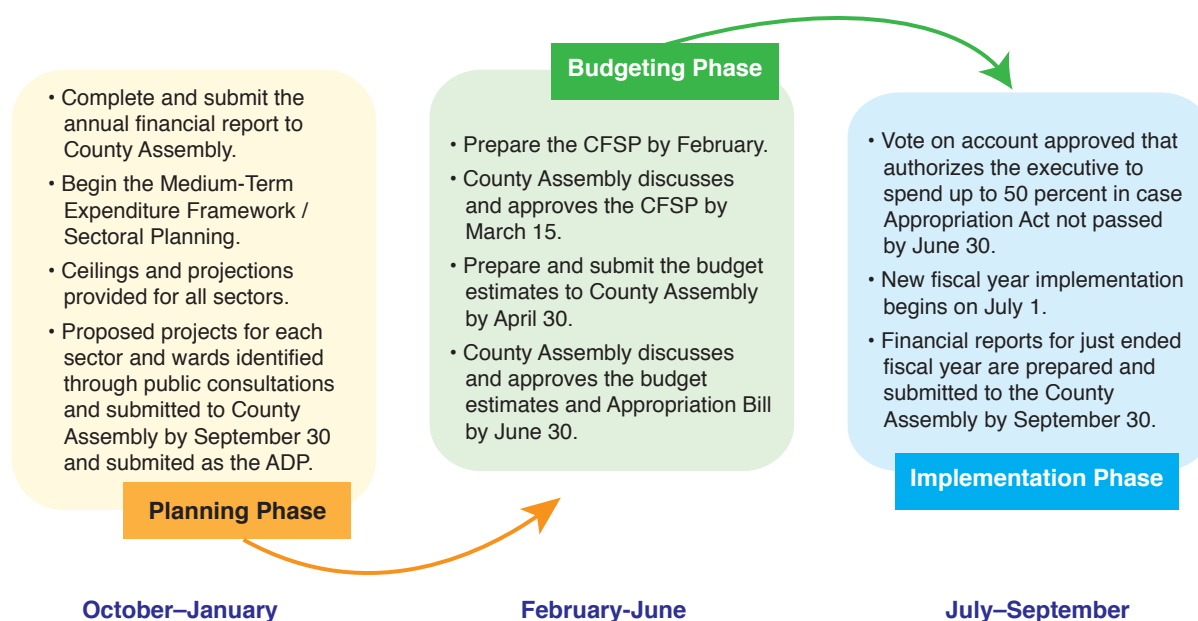 • Complete and submit the
annual financial report to
County Assembly.
• Begin the Medium-Term
Expenditure Framework /
Sectoral Planning.
• Ceilings and projections
provided for all sectors.
• Proposed projects for each
sector and wards identified
through public consultations
and submitted to County
Assembly by September 30
and submited as the ADP.
Planning Phase
October–January
Budgeting Phase
• Prepare the CFSP by February.
• County Assembly discusses
and approves the CFSP by
March 15.
• Prepare and submit the budget
estimates to County Assembly
by April 30.
• County Assembly discusses
and approves the budget
estimates and Appropriation Bill
by June 30.
February-June
• Vote on account approved that
authorizes the executive to
spend up to 50 percent in case
Appropriation Act not passed
by June 30.
• New fiscal year implementation
begins on July 1.
• Financial reports for just ended
fiscal year are prepared and
submitted to the County
Assembly by September 30.
Implementation Phase
July–September